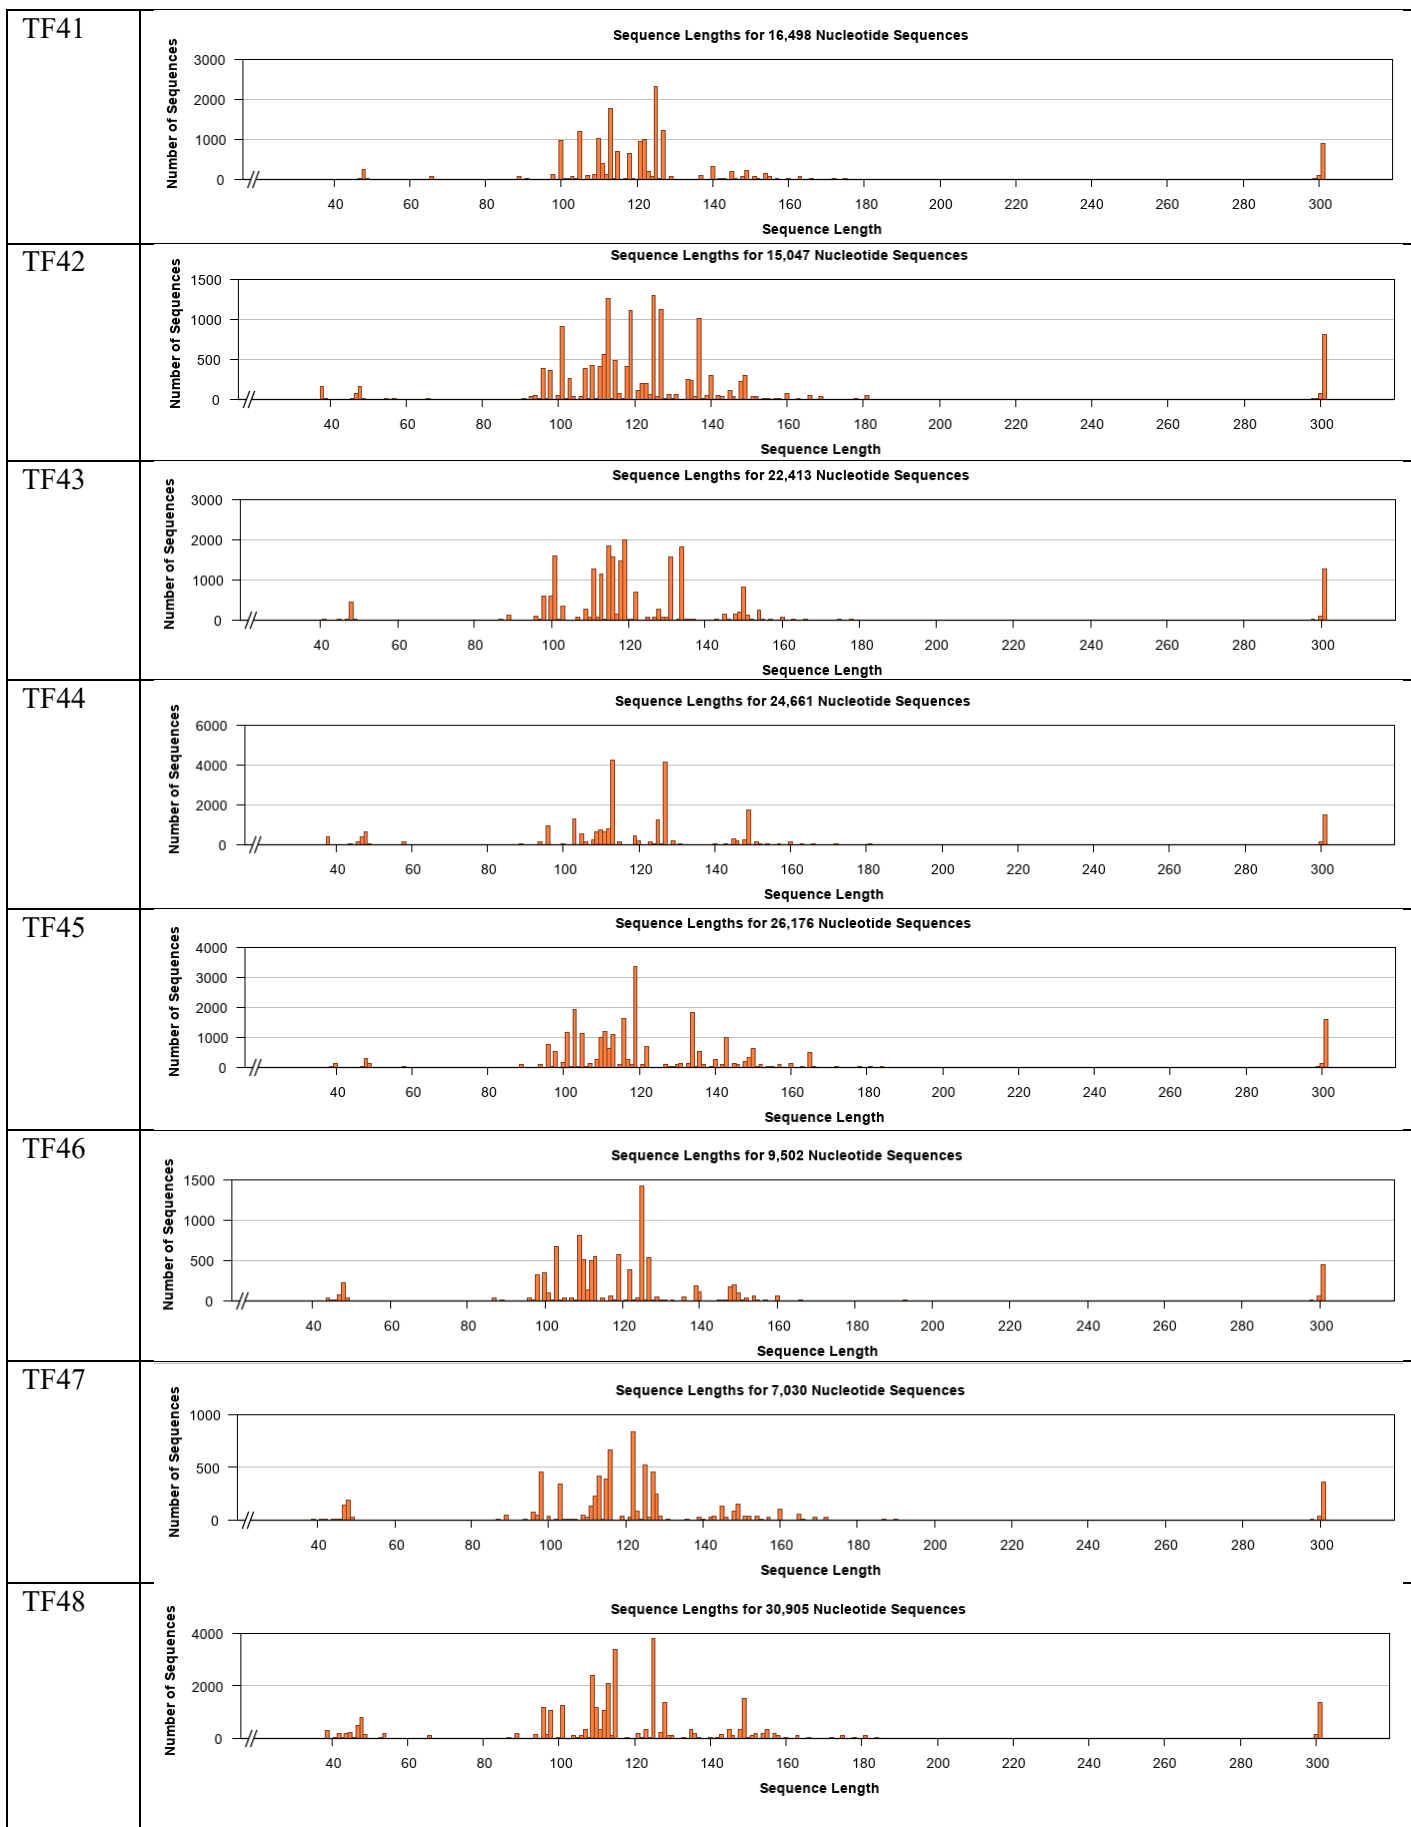 TF41
Sequence Lengths for 16,498 Nucleotide Sequences
Number of Sequences
3000
2000
1000
0
40 60 80 100 120 140 160 180 200 220 240 260 280 300
Sequence Length
TF42
Sequence Lengths for 15,047 Nucleotide Sequences
Number of Sequences
1500
1000
500
0
40 60 80 100 120 140 160 180 200 220 240 260 280 300
Sequence Length
TF43
Sequence Lengths for 22,413 Nucleotide Sequences
Number of Sequences
3000
2000
1000
0
40 60 80 100 120 140 160 180 200 220 240 260 280 300
Sequence Length
TF44
Sequence Lengths for 24,661 Nucleotide Sequences
Number of Sequences
6000
4000
2000
0
40 60 80 100 120 140 160 180 200 220 240 260 280 300
Sequence Length
TF45
Sequence Lengths for 26,176 Nucleotide Sequences
Number of Sequences
4000
3000
2000
1000
0
40 60 80 100 120 140 160 180 200 220 240 260 280 300
Sequence Length
TF46
Sequence Lengths for 9,502 Nucleotide Sequences
Number of Sequences
1500
1000
500
0
40 60 80 100 120 140 160 180 200 220 240 260 280 300
Sequence Length
TF47
Sequence Lengths for 7,030 Nucleotide Sequences
Number of Sequences
1000
500
0
40 60 80 100 120 140 160 180 200 220 240 260 280 300
Sequence Length
TF48
Sequence Lengths for 30,905 Nucleotide Sequences
Number of Sequences
4000
2000
0
40 60 80 100 120 140 160 180 200 220 240 260 280 300
Sequence Length